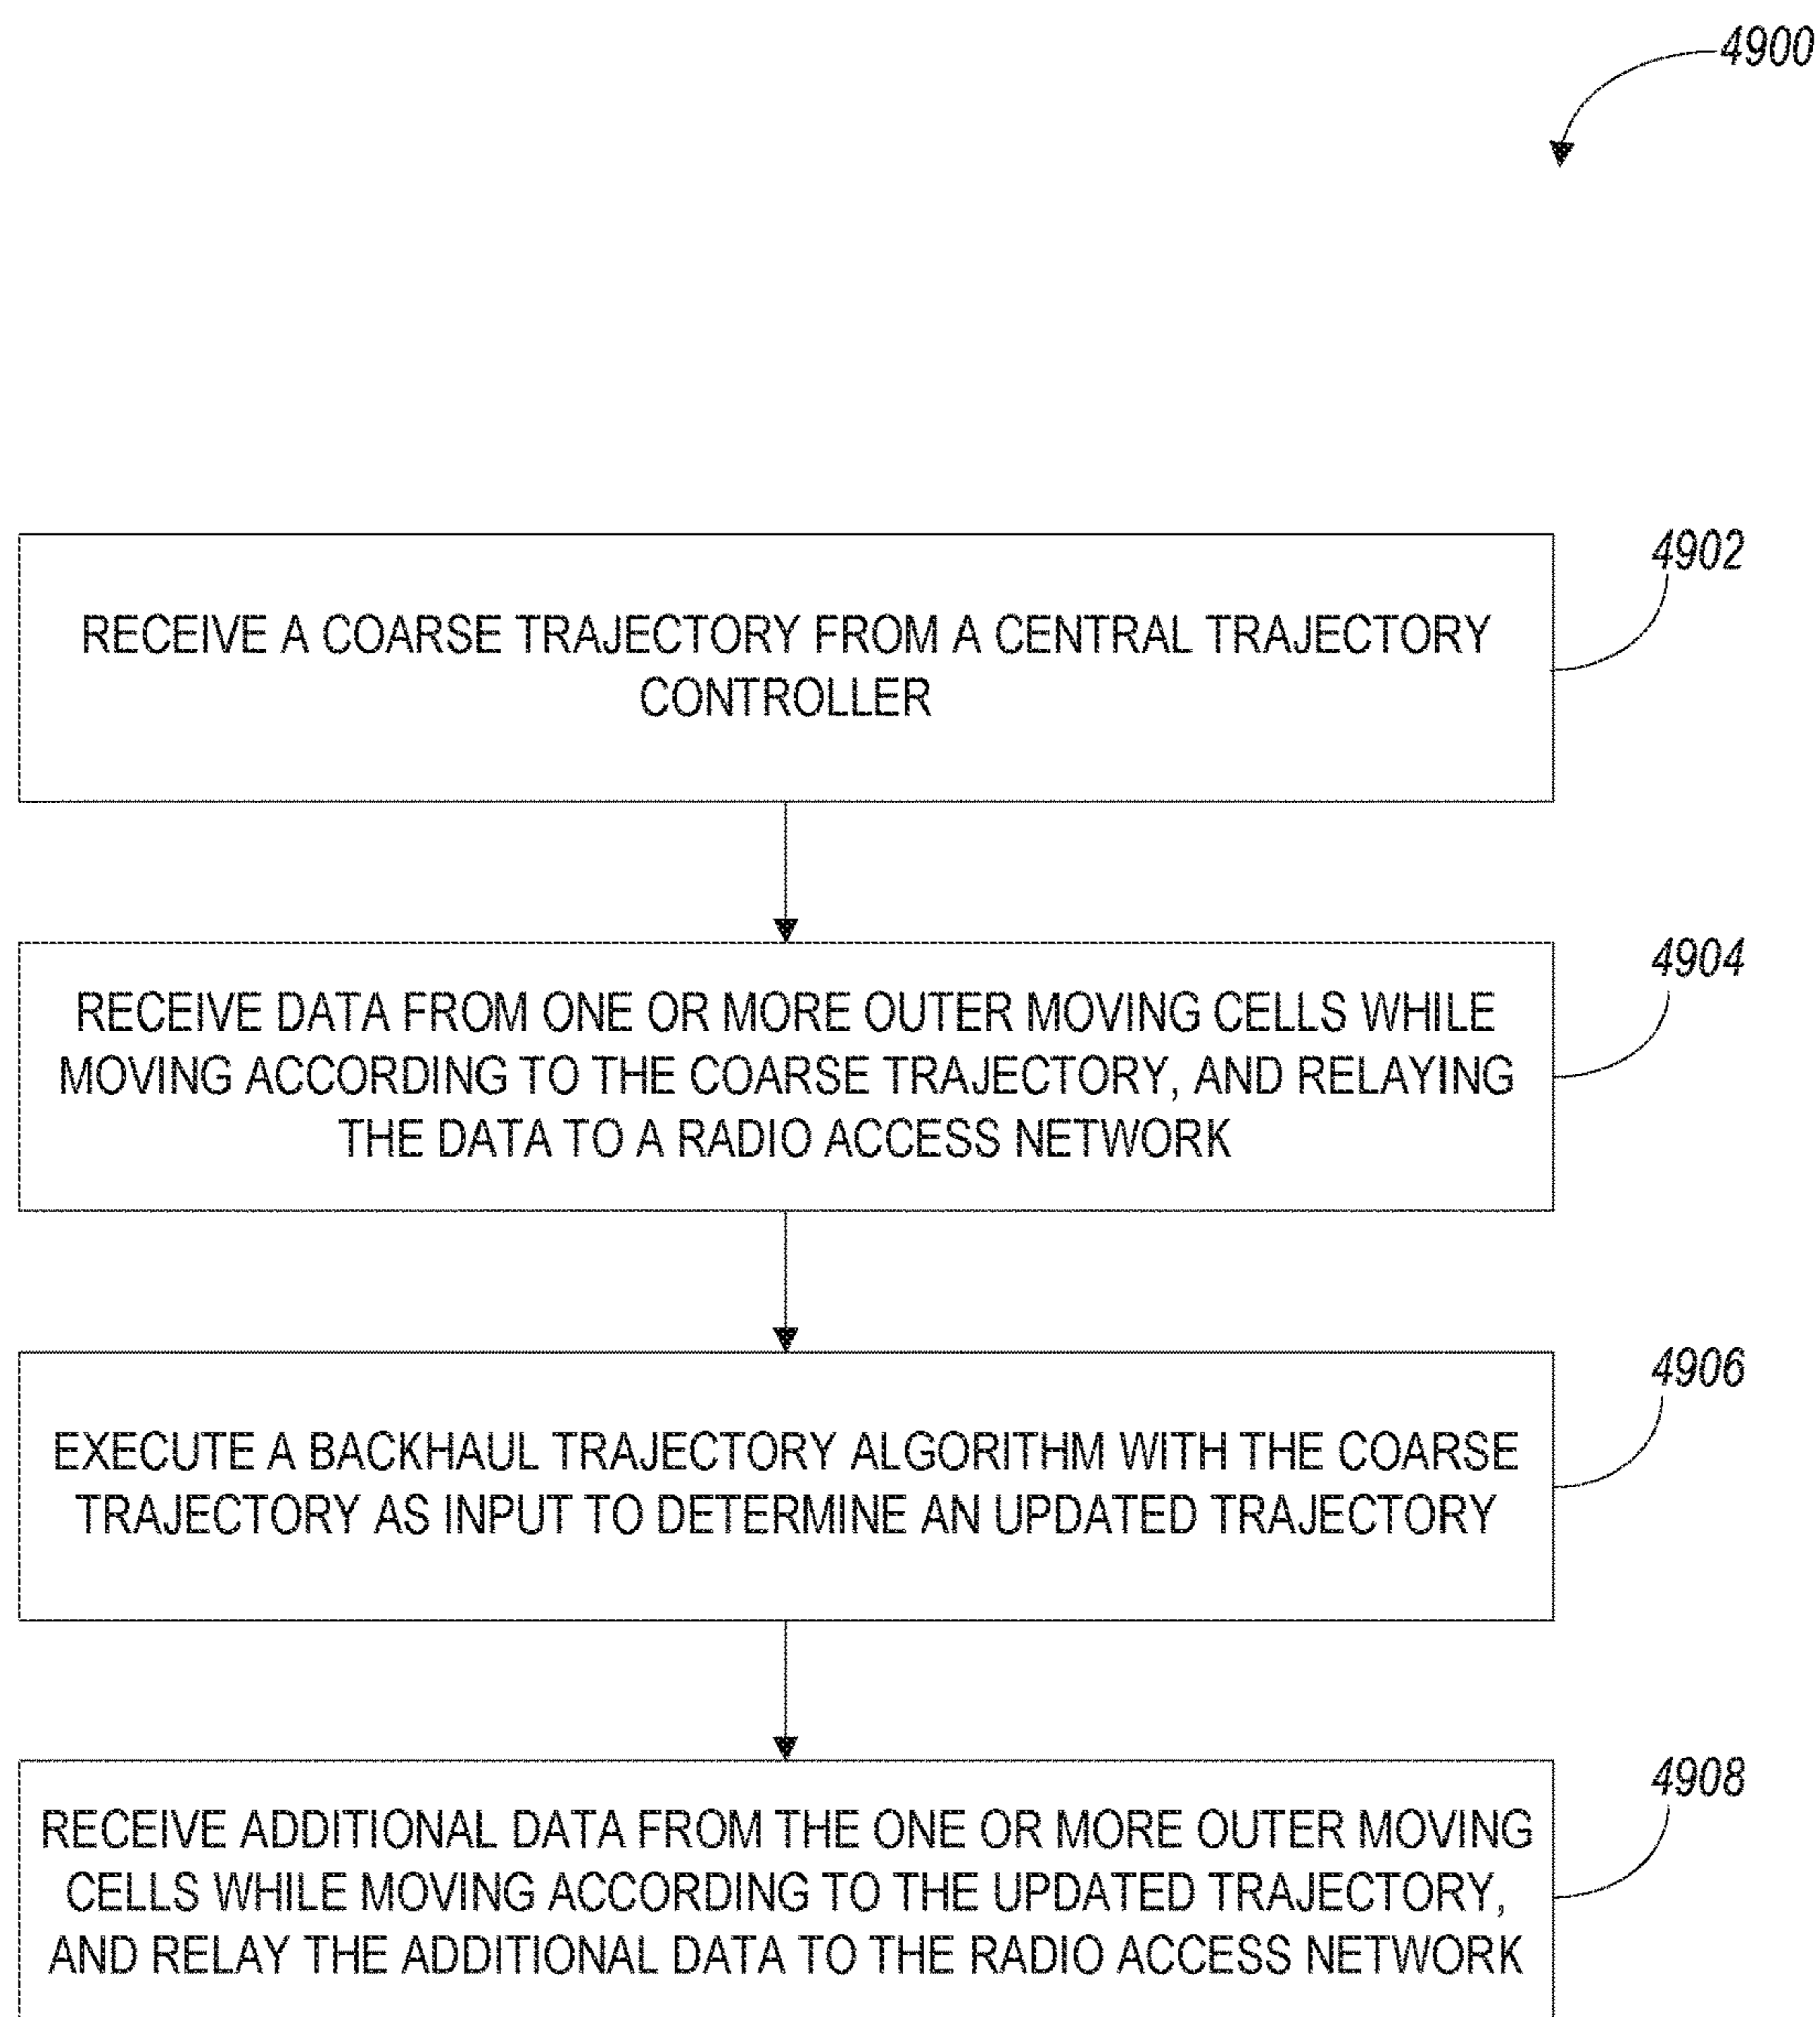 4900
4902
RECEIVE A COARSE TRAJECTORY FROM A CENTRAL TRAJECTORY
CONTROLLER
4904
RECEIVE DATA FROM ONE OR MORE OUTER MOVING CELLS WHILE
MOVING ACCORDING TO THE COARSE TRAJECTORY, AND RELAYING
THE DATA TO A RADIO ACCESS NETWORK
4906
EXECUTE A BACKHAUL TRAJECTORY ALGORITHM WITH THE COARSE
TRAJECTORY AS INPUT TO DETERMINE AN UPDATED TRAJECTORY
4908
RECEIVE ADDITIONAL DATA FROM THE ONE OR MORE OUTER MOVING
CELLS WHILE MOVING ACCORDING TO THE UPDATED TRAJECTORY,
AND RELAY THE ADDITIONAL DATA TO THE RADIO ACCESS NETWORK